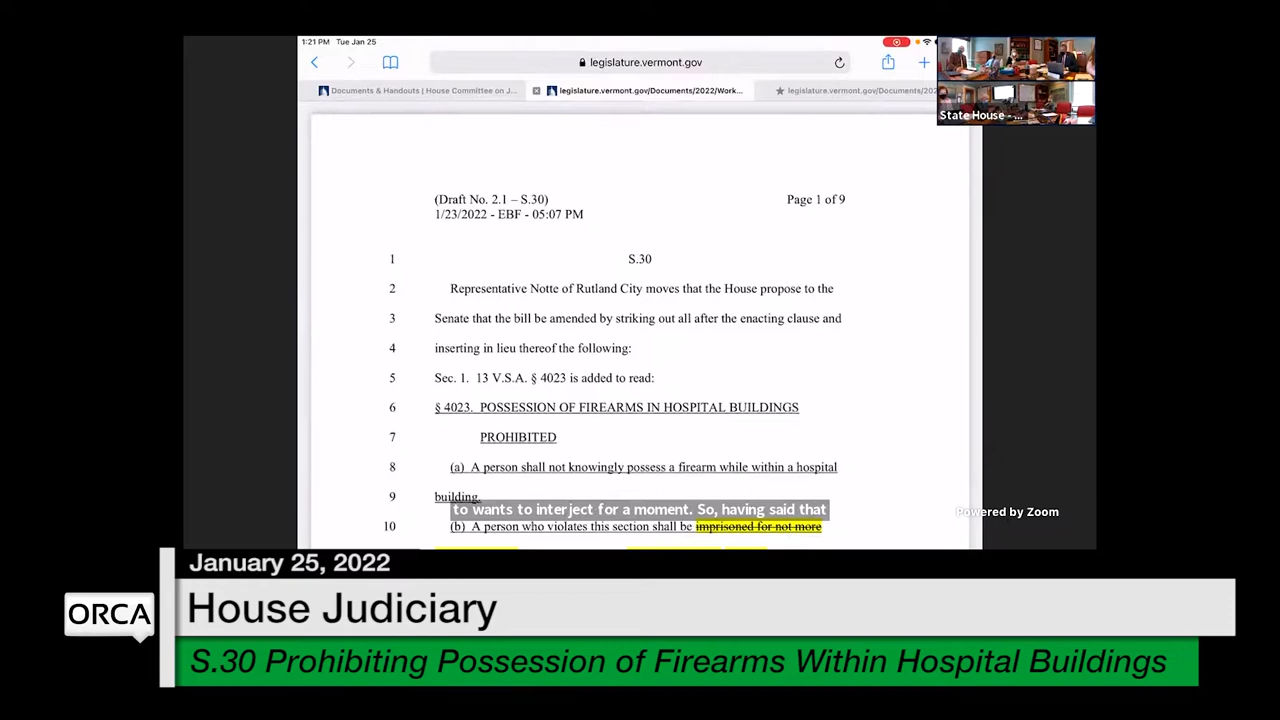 1:21 PM Tue Jan 25
legislature.vermont.gov
Documents & Handouts | House Committee on J...
legislature.vermont.gov/Documents/2022/Work...
legislature.vermont.gov/Documents/202
State House - ...
(Draft No. 2.1 – S.30)
Page 1 of 9
1/23/2022 - EBF - 05:07 PM
1 S.30
2 Representative Notte of Rutland City moves that the House propose to the
3 Senate that the bill be amended by striking out all after the enacting clause and
4 inserting in lieu thereof the following:
5 Sec. 1. 13 V.S.A. § 4023 is added to read:
6 § 4023. POSSESSION OF FIREARMS IN HOSPITAL BUILDINGS
7 PROHIBITED
8 (a) A person shall not knowingly possess a firearm while within a hospital
9 building.
to wants to interject for a moment. So, having said that
10 (b) A person who violates this section shall be imprisoned for not more
Powered by Zoom
January 25, 2022
ORCA
House Judiciary
S.30 Prohibiting Possession of Firearms Within Hospital Buildings